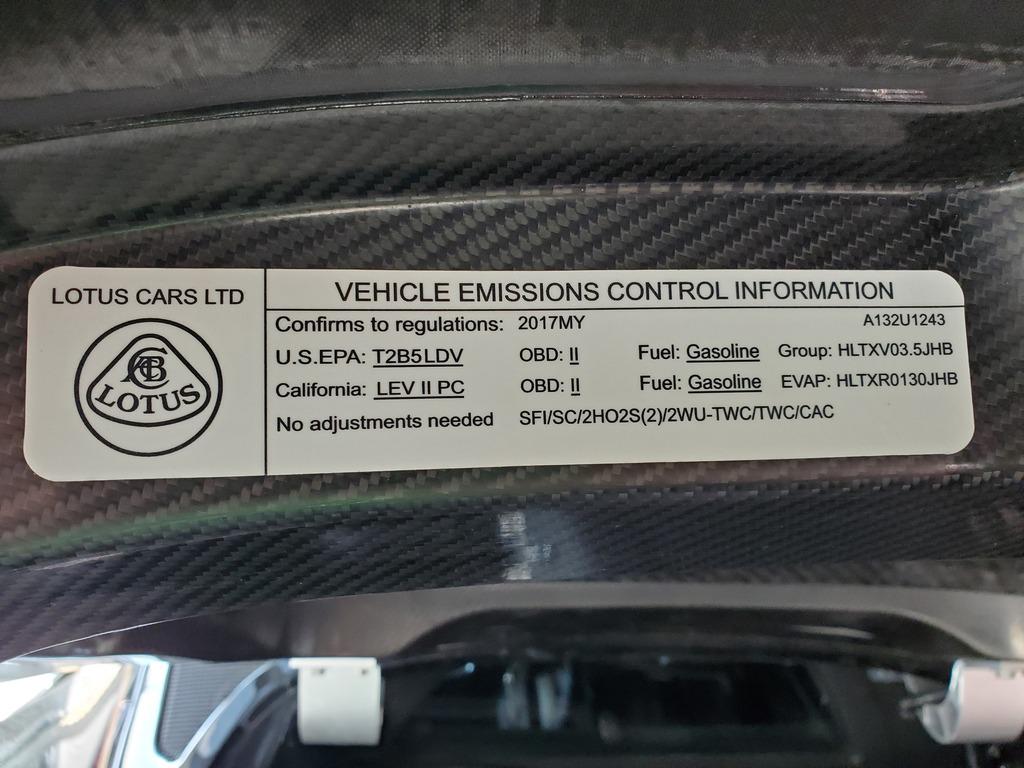 LOTUS CARS LTD
ACBC
LOTUS
VEHICLE EMISSIONS CONTROL INFORMATION
Confirms to regulations: 2017MY A132U1243
U.S.EPA: T2B5LDV OBD: II Fuel: Gasoline Group: HLTXV03.5JHB
California: LEV II PC OBD: II Fuel: Gasoline EVAP: HLTXR0130JHB
No adjustments needed SFI/SC/2HO2S(2)/2WU-TWC/TWC/CAC